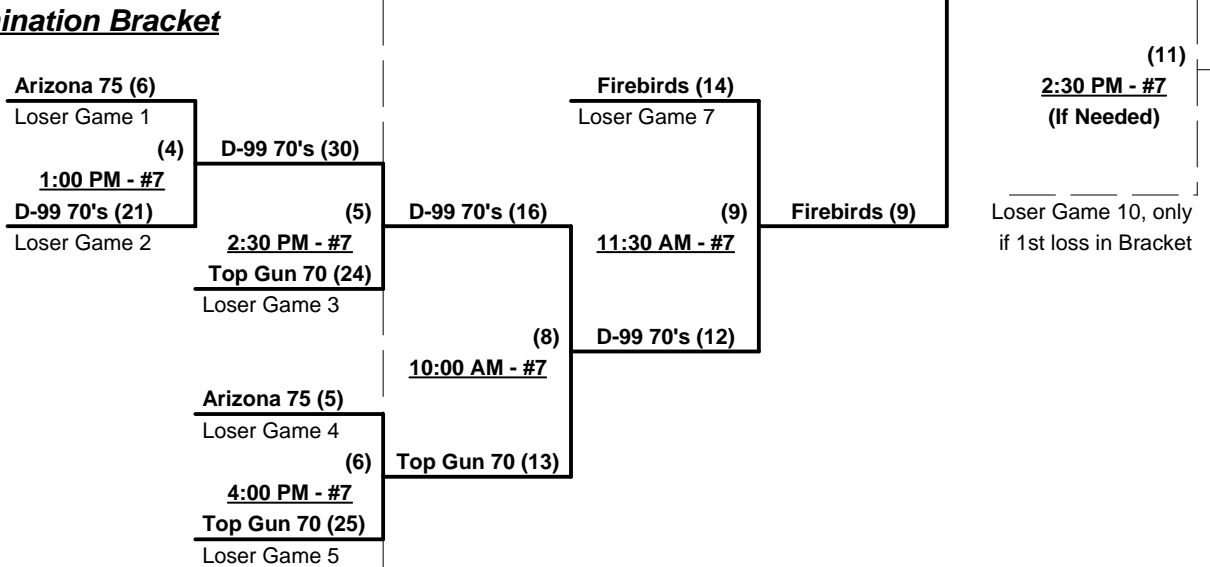 Bracket
Arizona 75 (6)
Loser Game 1
(4)
1:00 PM - #7
D-99 70's (21)
Loser Game 2
D-99 70's (30)
(5)
2:30 PM - #7
Top Gun 70 (24)
Loser Game 3
Arizona 75 (5)
Loser Game 4
(6)
4:00 PM - #7
Top Gun 70 (25)
Loser Game 5
D-99 70's (16)
(8)
10:00 AM - #7
Top Gun 70 (13)
Firebirds (14)
Loser Game 7
(9)
11:30 AM - #7
D-99 70's (12)
Firebirds (9)
(11)
2:30 PM - #7
(If Needed)
Loser Game 10, only
if 1st loss in Bracket